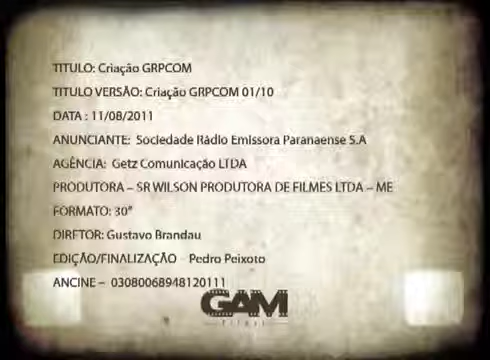 TITULO: Criação GRPCOM
TITULO VERSÃO: Criação GRPCOM 01/10
DATA : 11/08/2011
ANUNCIANTE: Sociedade Rádio Emissora Paranaense S.A
AGÊNCIA: Getz Comunicação LTDA
PRODUTORA – SR WILSON PRODUTORA DE FILMES LTDA – ME
FORMATO: 30"
DIRETOR: Gustavo Brandau
EDIÇÃO/FINALIZAÇÃO – Pedro Peixoto
ANCINE – 03080068948120111
GAM
Filmes